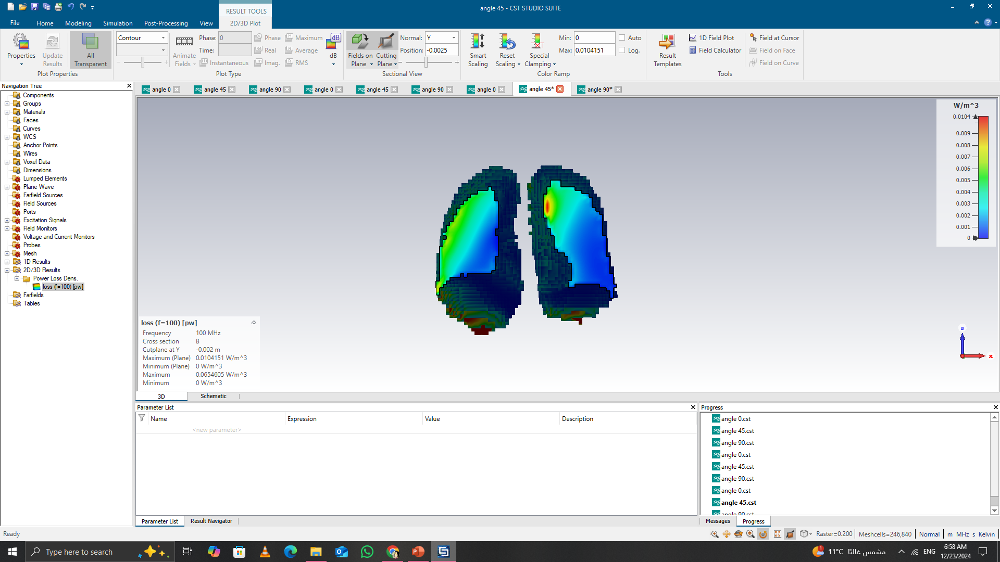 angle 45 - CST STUDIO SUITE
RESULT TOOLS
File
Home
Modeling
Simulation
Post-Processing
View
2D/3D Plot
Properties
Update Results
All Transparent
Plot Properties
Contour
Animate Fields
Phase: 0
Time:
Instantaneous
Phase
Real
Imag.
Maximum
Average
RMS
dB
dB
Plot Type
Fields on Plane
Cutting Plane
Normal: Y
Position: -0.0025
Sectional View
Smart Scaling
Reset Scaling
Special Clamping
Min: 0
Max: 0.0104151
Auto
Log.
Color Ramp
Result Templates
1D Field Plot
Field Calculator
Field at Cursor
Field on Face
Field on Curve
Tools
Navigation Tree
Components
Groups
Materials
Faces
Curves
WCS
Anchor Points
Wires
Voxel Data
Dimensions
Lumped Elements
Plane Wave
Farfield Sources
Field Sources
Ports
Excitation Signals
Field Monitors
Voltage and Current Monitors
Probes
Mesh
1D Results
2D/3D Results
Power Loss Dens.
loss (f=100) [pw]
Farfields
Tables
angle 0
angle 45
angle 90
angle 0
angle 45
angle 90
angle 0
angle 45*
angle 90*
W/m^3
0.0104
0.009
0.008
0.007
0.006
0.005
0.004
0.003
0.002
0.001
0
loss (f=100) [pw]
Frequency 100 MHz
Cross section B
Cutplane at Y -0.002 m
Maximum (Plane) 0.0104151 W/m^3
Minimum (Plane) 0 W/m^3
Maximum 0.0654605 W/m^3
Minimum 0 W/m^3
z
x
3D
Schematic
Parameter List
Name Expression Value Description
<new parameter>
Parameter List
Result Navigator
Progress
angle 0.cst
angle 45.cst
angle 90.cst
angle 0.cst
angle 45.cst
angle 90.cst
angle 0.cst
angle 45.cst
angle 90.cst
Messages
Progress
Ready
Raster=0.200
Meshcells=246,840
Normal
m MHz s Kelvin
Type here to search
1
11°C
مشمس غالبًا
ENG
6:58 AM
12/23/2024